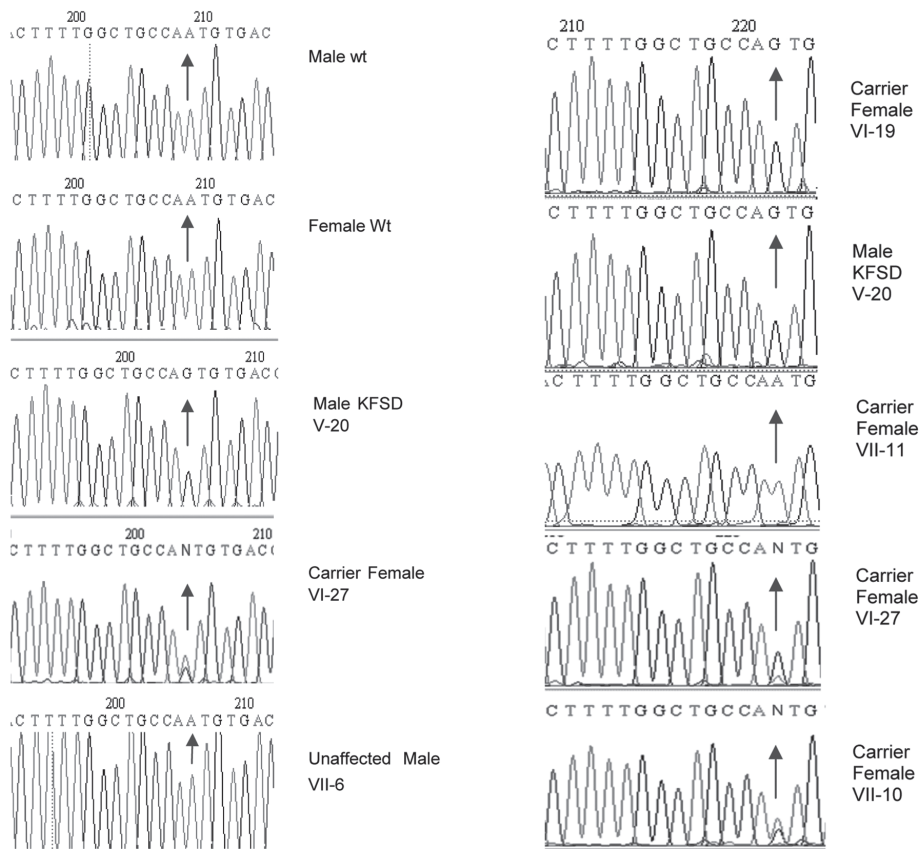 200 210
CTTTTGGCTGCCAATGTGAC
Male wt
200 210
CTTTTGGCTGCCAATGTGAC
Female Wt
200 210
CTTTTGGCTGCCAGTGTGAC
Male KFSD
V-20
200 210
CTTTTGGCTGCCANTGTGAC
Carrier Female
VI-27
200 210
CTTTTGGCTGCCAATGTGAC
Unaffected Male
VII-6
210 220
CTTTTGGCTGCCAGTG
Carrier
Female
VI-19
CTTTTGGCTGCCAGTG
Male
KFSD
V-20
CTTTTGGCTGCCAATG
Carrier
Female
VII-11
CTTTTGGCTGCCANTG
Carrier
Female
VI-27
CTTTTGGCTGCCANTG
Carrier
Female
VII-10